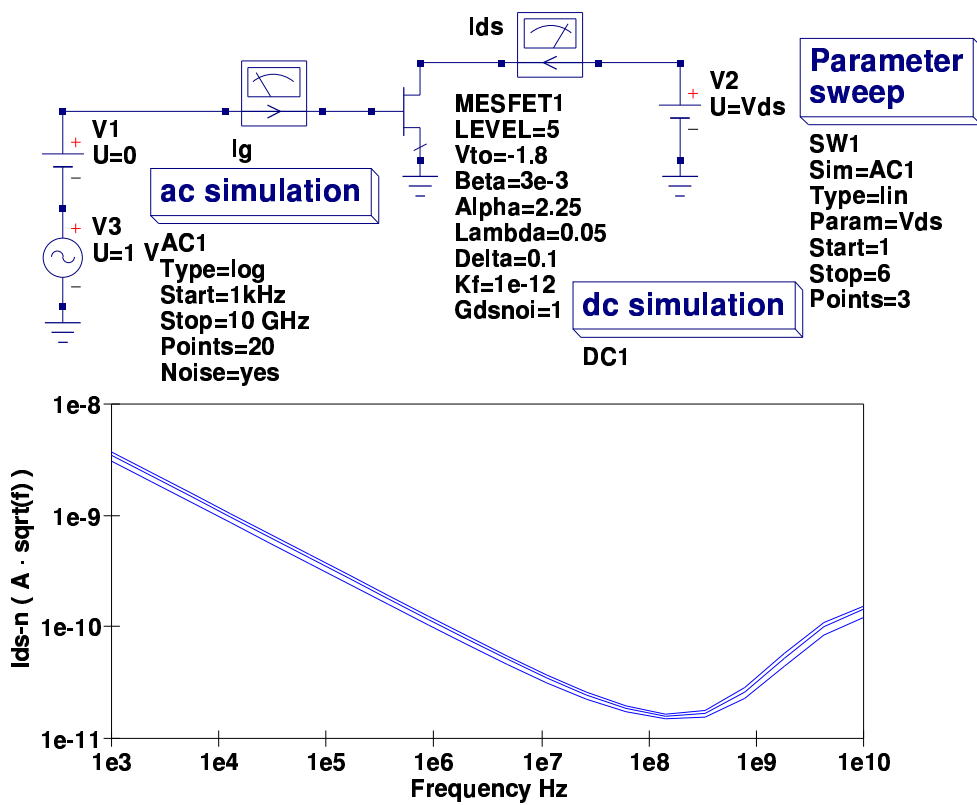 Ids
Ig
V1
U=0
V3
U=1 V
ac simulation
AC1
Type=log
Start=1kHz
Stop=10 GHz
Points=20
Noise=yes
MESFET1
LEVEL=5
Vto=-1.8
Beta=3e-3
Alpha=2.25
Lambda=0.05
Delta=0.1
Kf=1e-12
Gdsnoi=1
V2
U=Vds
dc simulation
DC1
Parameter
sweep
SW1
Sim=AC1
Type=lin
Param=Vds
Start=1
Stop=6
Points=3
Ids-n ( A · sqrt(f) )
1e-8
1e-9
1e-10
1e-11
1e3 1e4 1e5 1e6 1e7 1e8 1e9 1e10
Frequency Hz